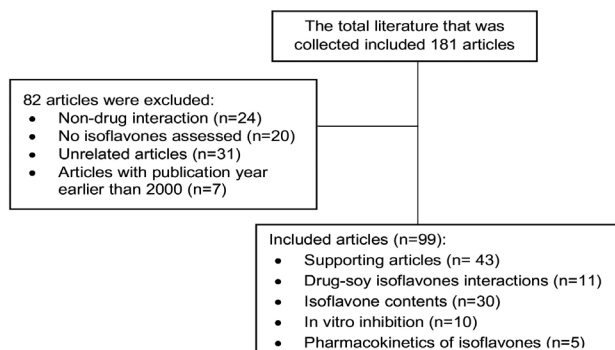 The total literature that was
collected included 181 articles
82 articles were excluded:
• Non-drug interaction (n=24)
• No isoflavones assessed (n=20)
• Unrelated articles (n=31)
• Articles with publication year
earlier than 2000 (n=7)
Included articles (n=99):
• Supporting articles (n= 43)
• Drug-soy isoflavones interactions (n=11)
• Isoflavone contents (n=30)
• In vitro inhibition (n=10)
• Pharmacokinetics of isoflavones (n=5)